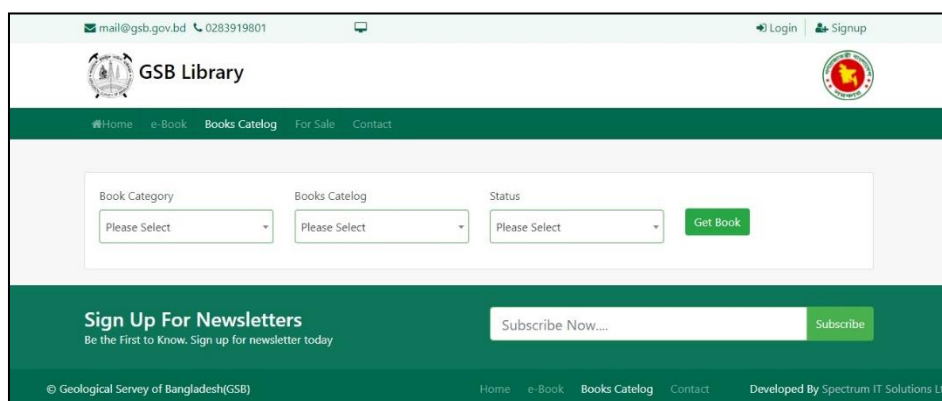 mail@gsb.gov.bd 0283919801 Login Signup
GSB Library
Home e-Book Books Catelog For Sale Contact
Book Category Books Catelog Status
Please Select Please Select Please Select Get Book
Sign Up For Newsletters
Be the First to Know. Sign up for newsletter today
Subscribe Now.... Subscribe
© Geological Servey of Bangladesh(GSB) Home e-Book Books Catelog Contact Developed By Spectrum IT Solutions